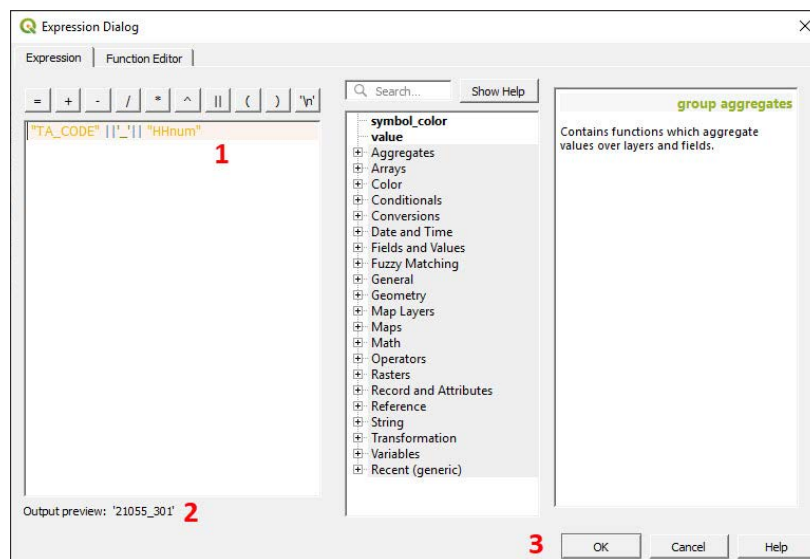 Expression Dialog
Expression
Function Editor
= + - / * ^ || ( ) '\n'
"TA_CODE" ||'_'|| "HHnum"
1
Output preview: '21055_301'
2
Search...
Show Help
symbol_color
value
Aggregates
Arrays
Color
Conditionals
Conversions
Date and Time
Fields and Values
Fuzzy Matching
General
Geometry
Map Layers
Maps
Math
Operators
Rasters
Record and Attributes
Reference
String
Transformation
Variables
Recent (generic)
group aggregates
Contains functions which aggregate
values over layers and fields.
3
OK
Cancel
Help